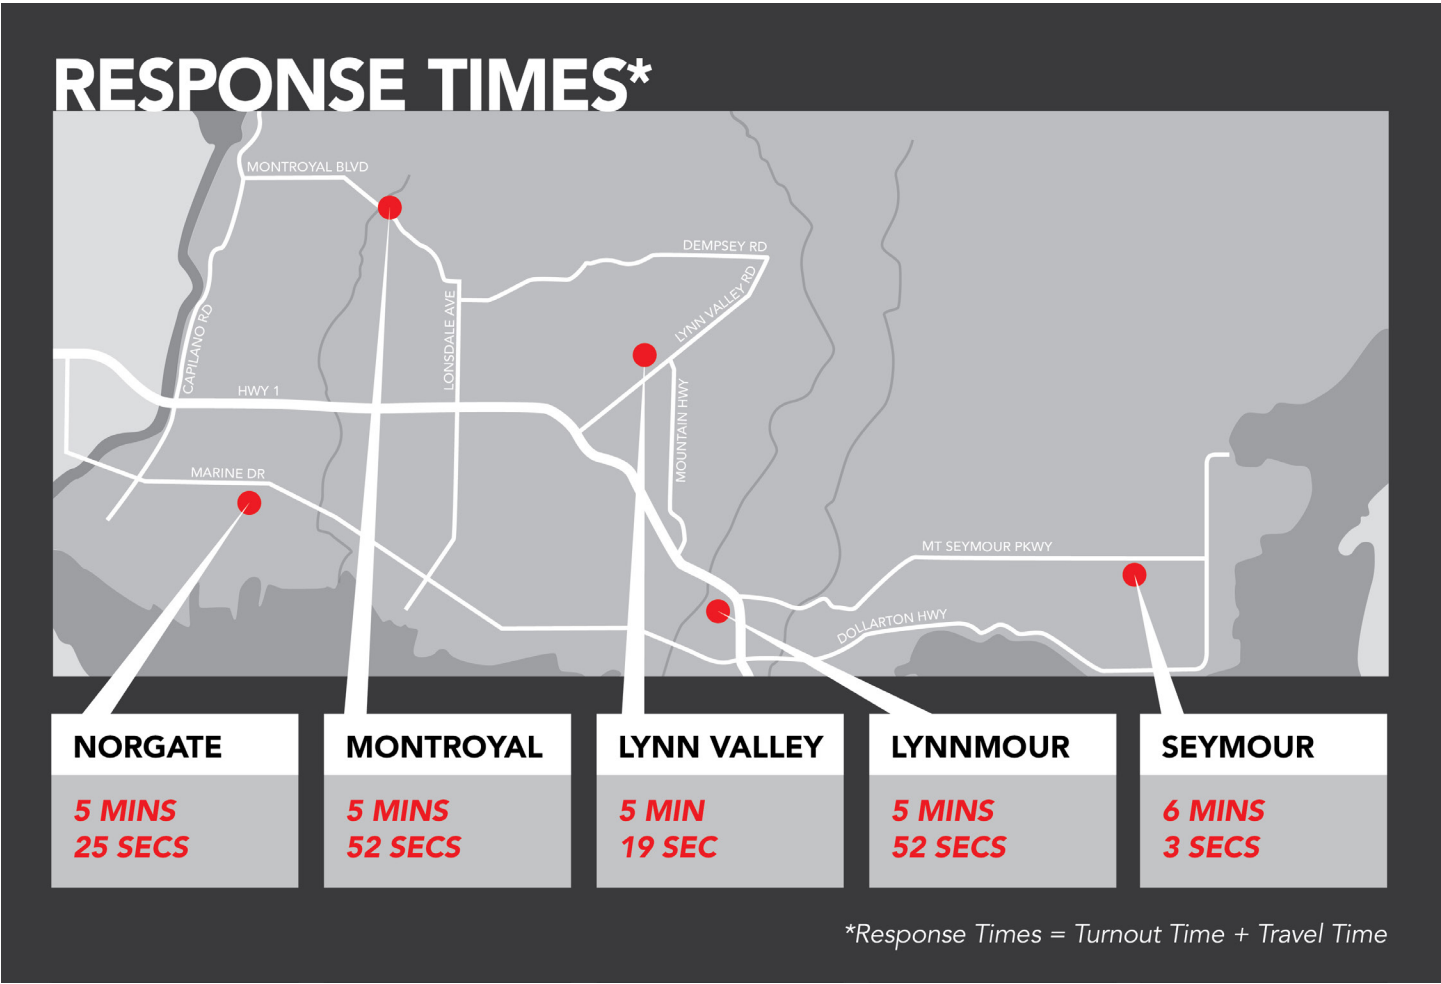 RESPONSE TIMES*
MONTROYAL BLVD
DEMPSEY RD
LYNN VALLEY RD
LONSDALE AVE
CAPILANO RD
HWY 1
MOUNTAIN HWY
MARINE DR
MT SEYMOUR PKWY
DOLLARTON HWY
NORGATE
5 MINS
25 SECS
MONTROYAL
5 MINS
52 SECS
LYNN VALLEY
5 MIN
19 SEC
LYNNMOUR
5 MINS
52 SECS
SEYMOUR
6 MINS
3 SECS
*Response Times = Turnout Time + Travel Time